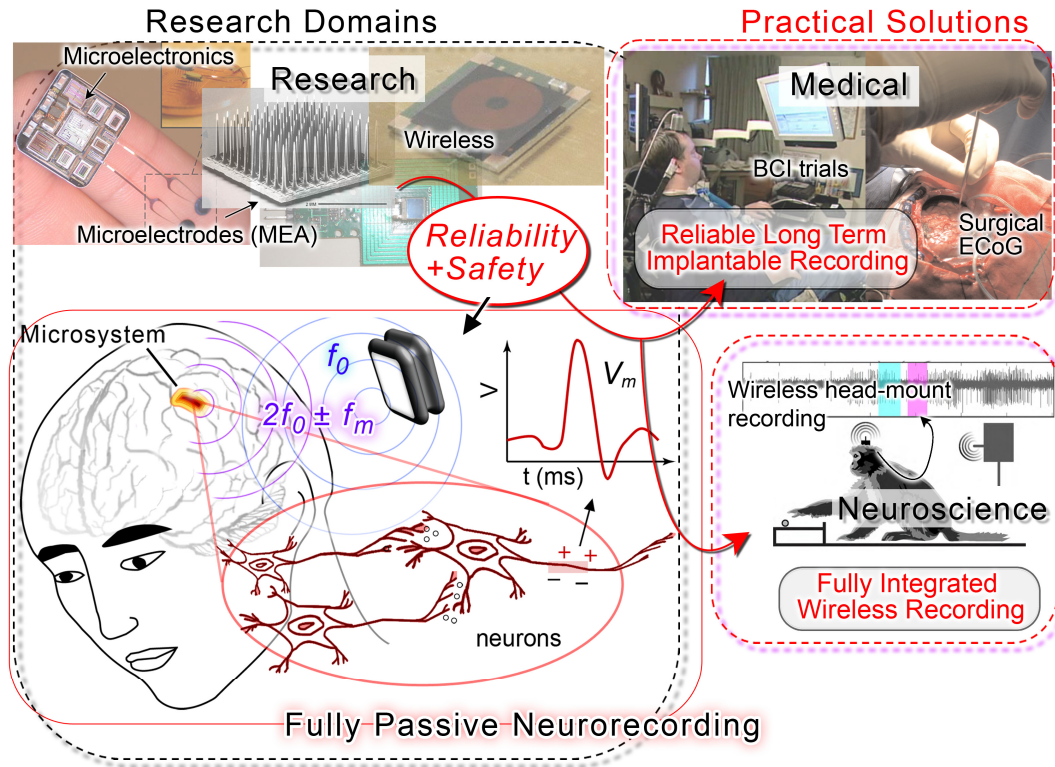 Research Domains
Practical Solutions
Microelectronics
Research
Wireless
Microelectrodes (MEA)
Medical
BCI trials
Surgical
ECoG
Reliable Long Term
Implantable Recording
Reliability
+Safety
Microsystem
f0
2f0 ± fm
V
Vm
t (ms)
Wireless head-mount
recording
Neuroscience
Fully Integrated
Wireless Recording
+ +
– –
neurons
Fully Passive Neurorecording